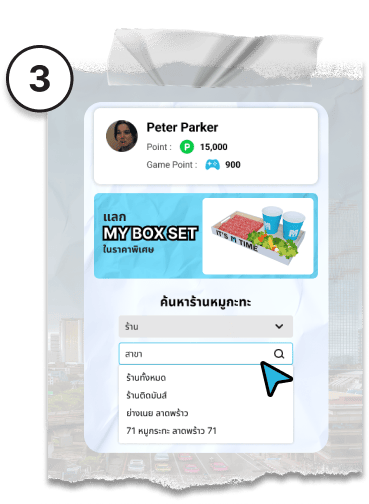 3
Peter Parker
Point : P 15,000
Game Point : 900
แลก
MY BOX SET
ในราคาพิเศษ
IT'S M TIME
ค้นหาร้านหมูกะทะ
ร้าน
สาขา
ร้านทั้งหมด
ร้านติดมันส์
ย่างเนย ลาดพร้าว
71 หมูกระทะ ลาดพร้าว 71